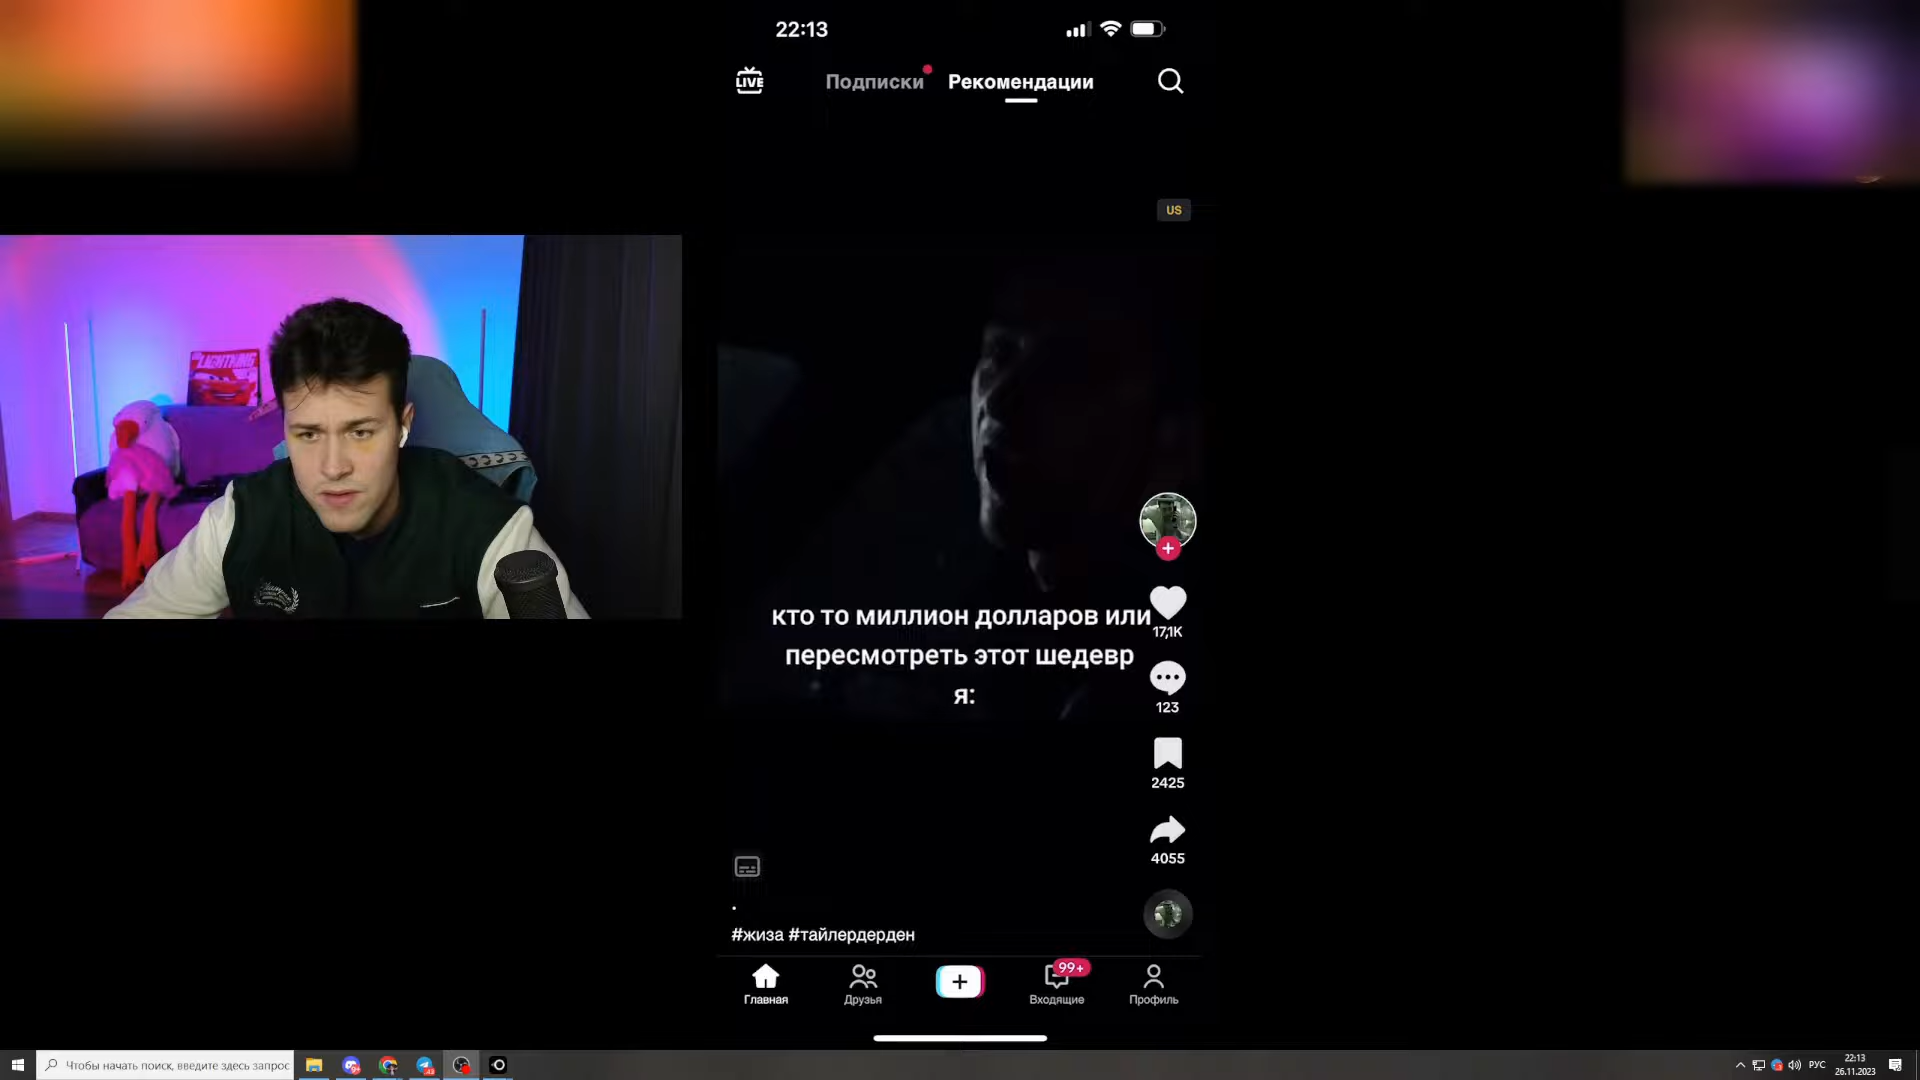 22:13
LIVE
Подписки
Рекомендации
US
LIGHTNING
кто то миллион долларов или
пересмотреть этот шедевр
я:
17,1K
123
2425
4055
.
#жиза #тайлердерден
Главная
Друзья
99+
Входящие
Профиль
Чтобы начать поиск, введите здесь запрос
РУС
22:13
26.11.2023